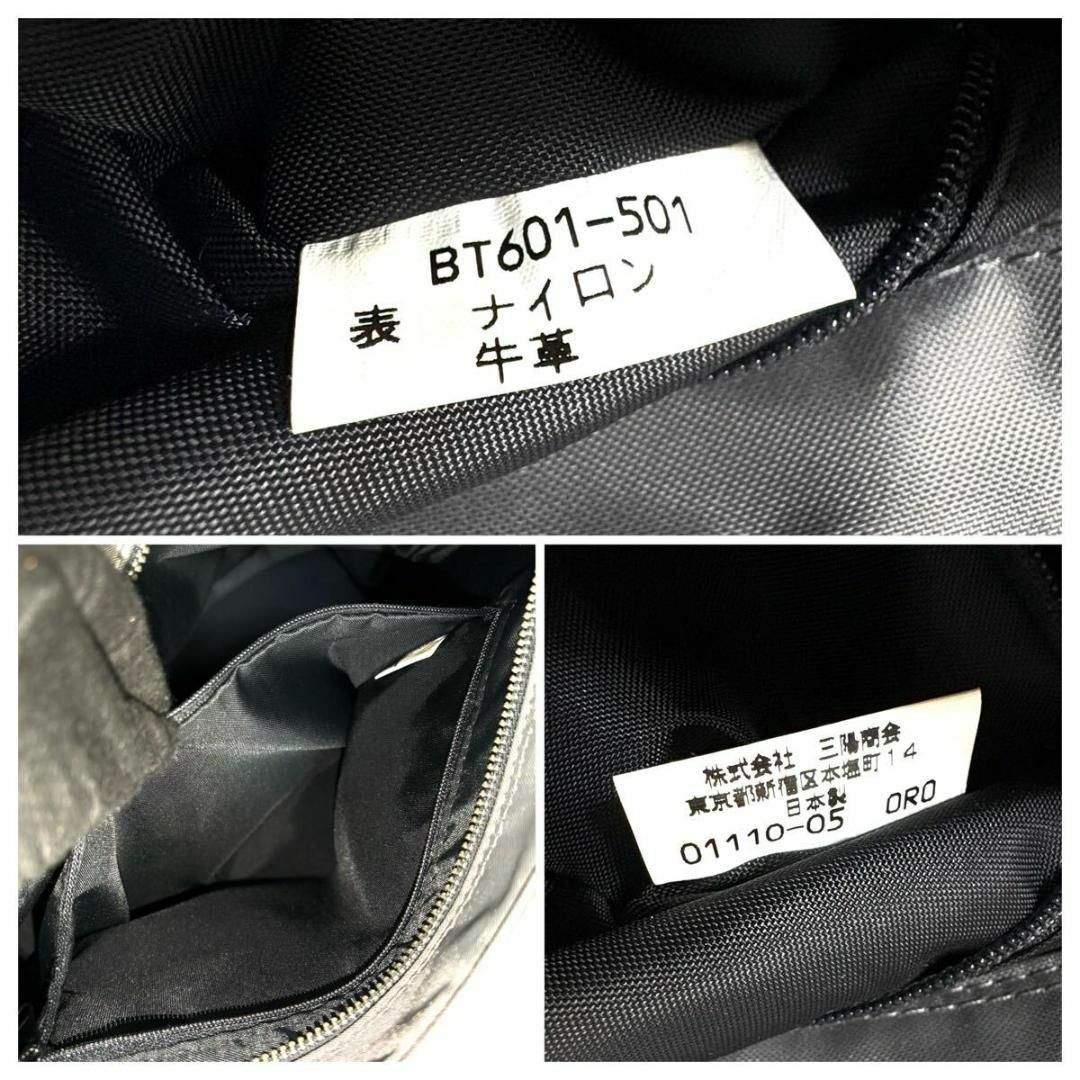 BT601-501
表 ナイロン
牛革
株式会社 三陽商会
東京都新宿区本塩町14
日本製
01110-05 ORO